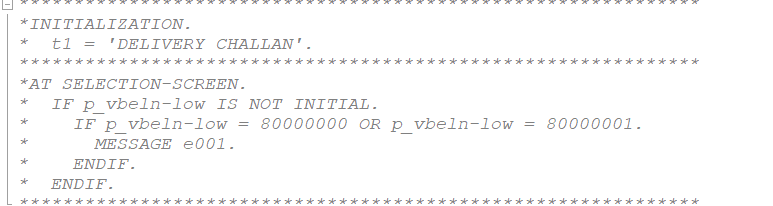 ***************************************************************
*INITIALIZATION.
*  t1 = 'DELIVERY CHALLAN'.
***************************************************************
*AT SELECTION-SCREEN.
*  IF p_vbeln-low IS NOT INITIAL.
*    IF p_vbeln-low = 80000000 OR p_vbeln-low = 80000001.
*      MESSAGE e001.
*    ENDIF.
*  ENDIF.
***************************************************************